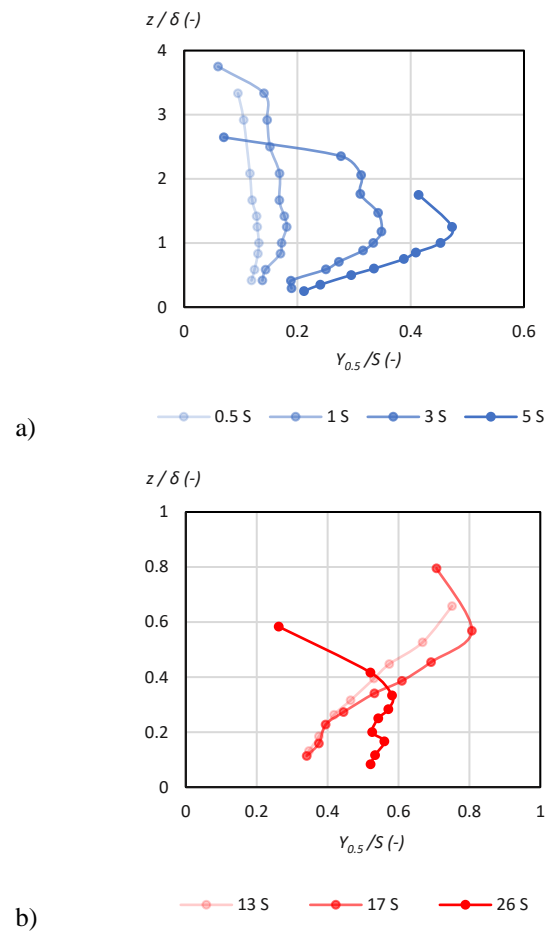 z / δ (-)
4
3
2
1
0
0 0.2 0.4 0.6
Y0.5 /S (-)
a)
0.5 S 1 S 3 S 5 S
z / δ (-)
1
0.8
0.6
0.4
0.2
0
0 0.2 0.4 0.6 0.8 1
Y0.5/S (-)
b)
13 S 17 S 26 S